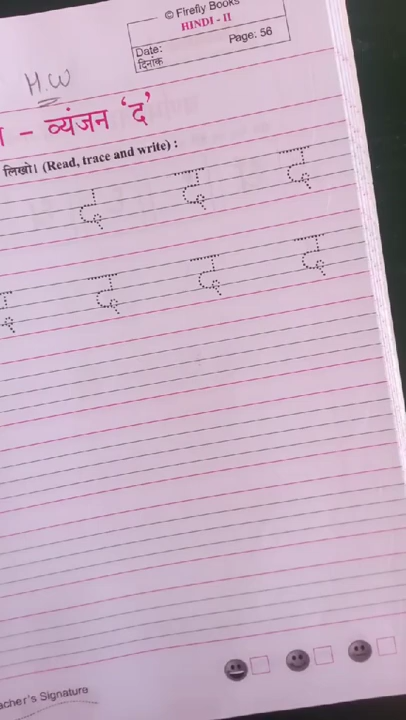 © Firefly Books
HINDI - II
Date:
दिनांक
Page: 56
H.W
- व्यंजन ‘द’
लिखो। (Read, trace and write) :
द द द
द द द द
acher's Signature